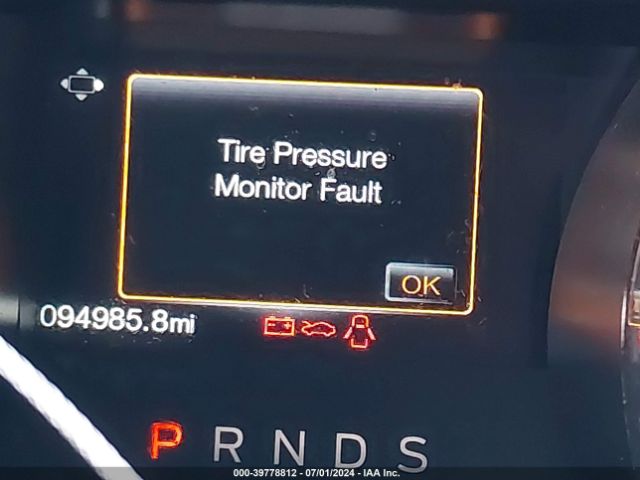 Tire Pressure
Monitor Fault
OK
094985.8mi
P R N D S
000-39778812 - 07/01/2024 - IAA Inc.